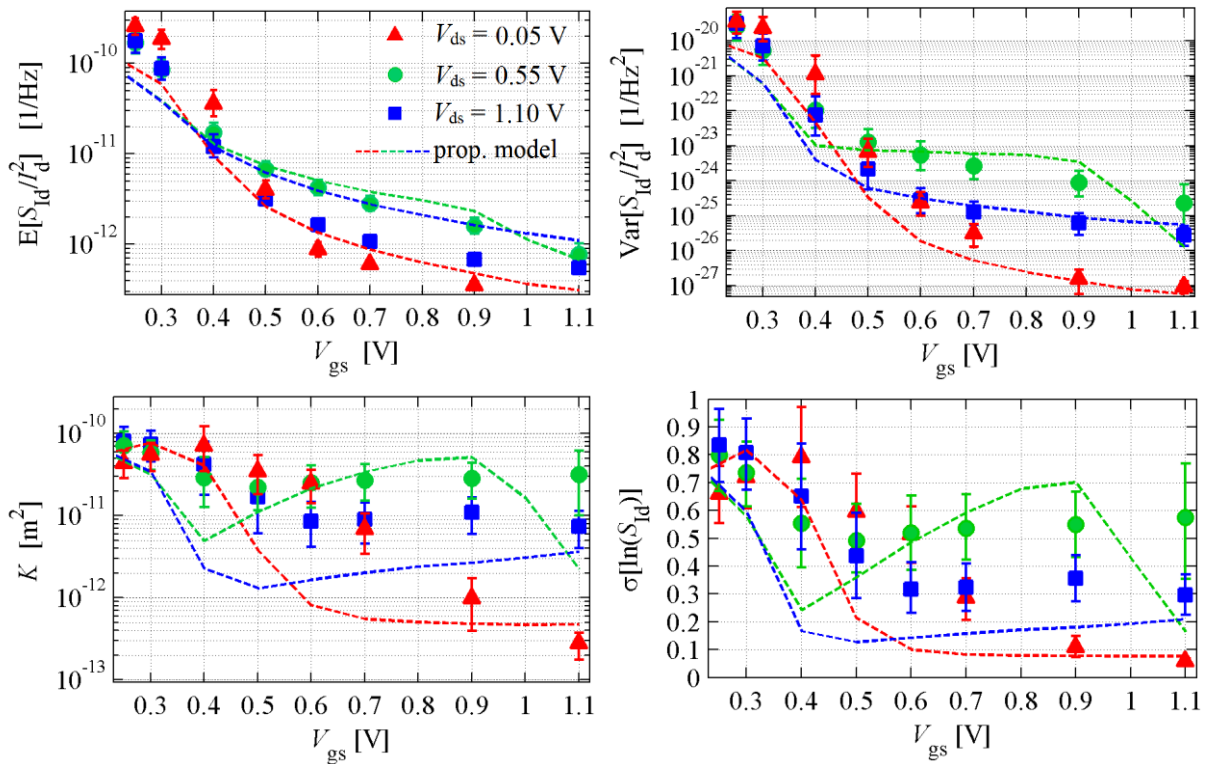 E[S_Id/I_d^2] [1/Hz]
10^-10
10^-11
10^-12
V_ds = 0.05 V
V_ds = 0.55 V
V_ds = 1.10 V
prop. model
0.3 0.4 0.5 0.6 0.7 0.8 0.9 1 1.1
V_gs [V]
Var[S_Id/I_d^2] [1/Hz^2]
10^-20
10^-21
10^-22
10^-23
10^-24
10^-25
10^-26
10^-27
0.3 0.4 0.5 0.6 0.7 0.8 0.9 1 1.1
V_gs [V]
K [m^2]
10^-10
10^-11
10^-12
10^-13
0.3 0.4 0.5 0.6 0.7 0.8 0.9 1 1.1
V_gs [V]
σ[ln(S_Id)]
1
0.9
0.8
0.7
0.6
0.5
0.4
0.3
0.2
0.1
0
0.3 0.4 0.5 0.6 0.7 0.8 0.9 1 1.1
V_gs [V]